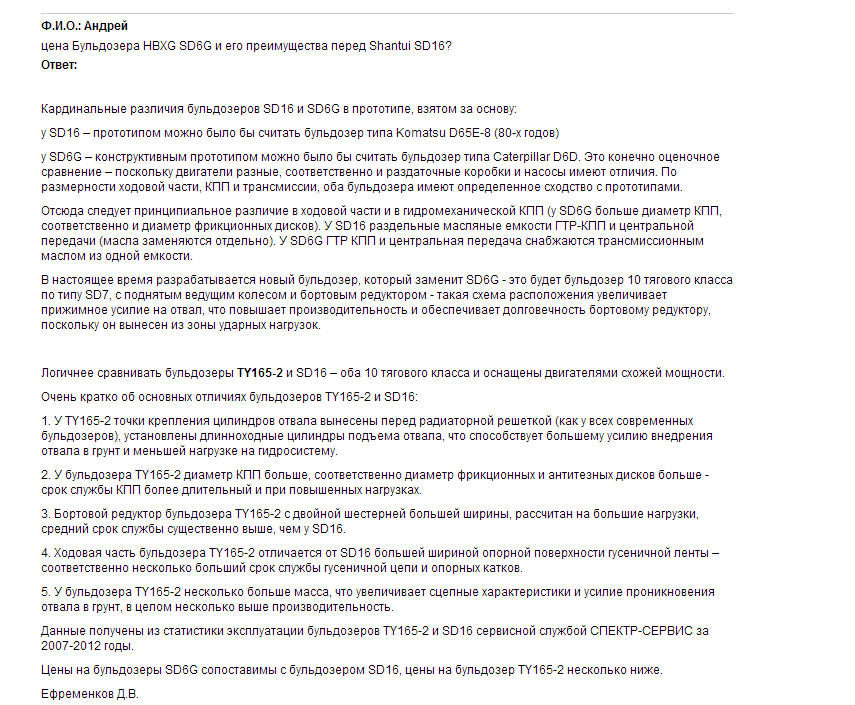 Ф.И.О.: Андрей
цена Бульдозера HBXG SD6G и его преимущества перед Shantui SD16?
Ответ:
Кардинальные различия бульдозеров SD16 и SD6G в прототипе, взятом за основу:
у SD16 – прототипом можно было бы считать бульдозер типа Komatsu D65E-8 (80-х годов)
у SD6G – конструктивным прототипом можно было бы считать бульдозер типа Caterpillar D6D. Это конечно оценочное
сравнение – поскольку двигатели разные, соответственно и раздаточные коробки и насосы имеют отличия. По
размерности ходовой части, КПП и трансмиссии, оба бульдозера имеют определенное сходство с прототипами.
Отсюда следует принципиальное различие в ходовой части и в гидромеханической КПП (у SD6G больше диаметр КПП,
соответственно и диаметр фрикционных дисков). У SD16 раздельные масляные емкости ГТР-КПП и центральной
передачи (масла заменяются отдельно). У SD6G ГТР КПП и центральная передача снабжаются трансмиссионным
маслом из одной емкости.
В настоящее время разрабатывается новый бульдозер, который заменит SD6G - это будет бульдозер 10 тягового класса
по типу SD7, с поднятым ведущим колесом и бортовым редуктором - такая схема расположения увеличивает
прижимное усилие на отвал, что повышает производительность и обеспечивает долговечность бортовому редуктору,
поскольку он вынесен из зоны ударных нагрузок.
Логичнее сравнивать бульдозеры TY165-2 и SD16 – оба 10 тягового класса и оснащены двигателями схожей мощности.
Очень кратко об основных отличиях бульдозеров TY165-2 и SD16:
1. У TY165-2 точки крепления цилиндров отвала вынесены перед радиаторной решеткой (как у всех современных
бульдозеров), установлены длинноходные цилиндры подъема отвала, что способствует большему усилию внедрения
отвала в грунт и меньшей нагрузке на гидросистему.
2. У бульдозера TY165-2 диаметр КПП больше, соответственно диаметр фрикционных и антитезных дисков больше -
срок службы КПП более длительный и при повышенных нагрузках.
3. Бортовой редуктор бульдозера TY165-2 с двойной шестерней большей ширины, рассчитан на большие нагрузки,
средний срок службы существенно выше, чем у SD16.
4. Ходовая часть бульдозера TY165-2 отличается от SD16 большей шириной опорной поверхности гусеничной ленты –
соответственно несколько больший срок службы гусеничной цепи и опорных катков.
5. У бульдозера TY165-2 несколько больше масса, что увеличивает сцепные характеристики и усилие проникновения
отвала в грунт, в целом несколько выше производительность.
Данные получены из статистики эксплуатации бульдозеров TY165-2 и SD16 сервисной службой СПЕКТР-СЕРВИС за
2007-2012 годы.
Цены на бульдозеры SD6G сопоставимы с бульдозером SD16, цены на бульдозер TY165-2 несколько ниже.
Ефременков Д.В.